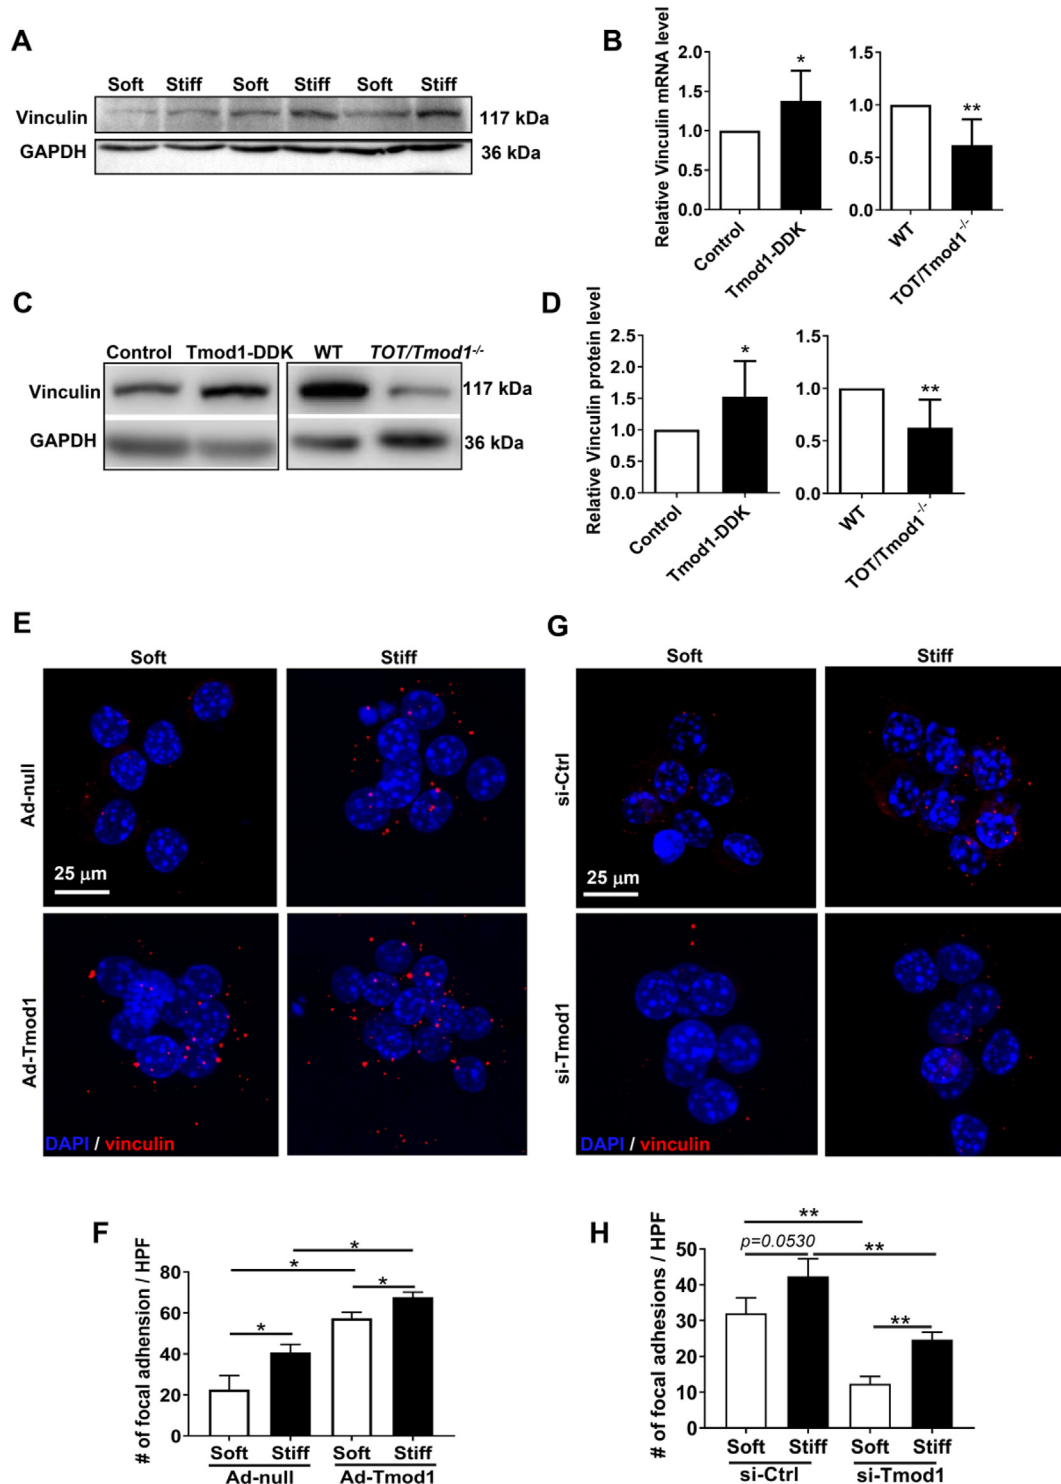 A
Soft Stiff Soft Stiff Soft Stiff
Vinculin
117 kDa
GAPDH
36 kDa
B
Relative Vinculin mRNA level
2.0
1.5
1.0
0.5
0.0
*
Control
Tmod1-DDK
1.5
1.0
0.5
0.0
**
WT
TOT/Tmod1-/-
C
Control Tmod1-DDK WT TOT/Tmod1-/-
Vinculin
117 kDa
GAPDH
36 kDa
D
Relative Vinculin protein level
2.5
2.0
1.5
1.0
0.5
0.0
*
Control
Tmod1-DDK
1.5
1.0
0.5
0.0
**
WT
TOT/Tmod1-/-
E
Soft Stiff
Ad-null
25 μm
Ad-Tmod1
DAPI / vinculin
G
Soft Stiff
si-Ctrl
25 μm
si-Tmod1
DAPI / vinculin
F
# of focal adhension / HPF
80
60
40
20
0
*
*
*
*
Soft Stiff Soft Stiff
Ad-null Ad-Tmod1
H
# of focal adhesions / HPF
50
40
30
20
10
0
**
p=0.0530
**
**
Soft Stiff Soft Stiff
si-Ctrl si-Tmod1